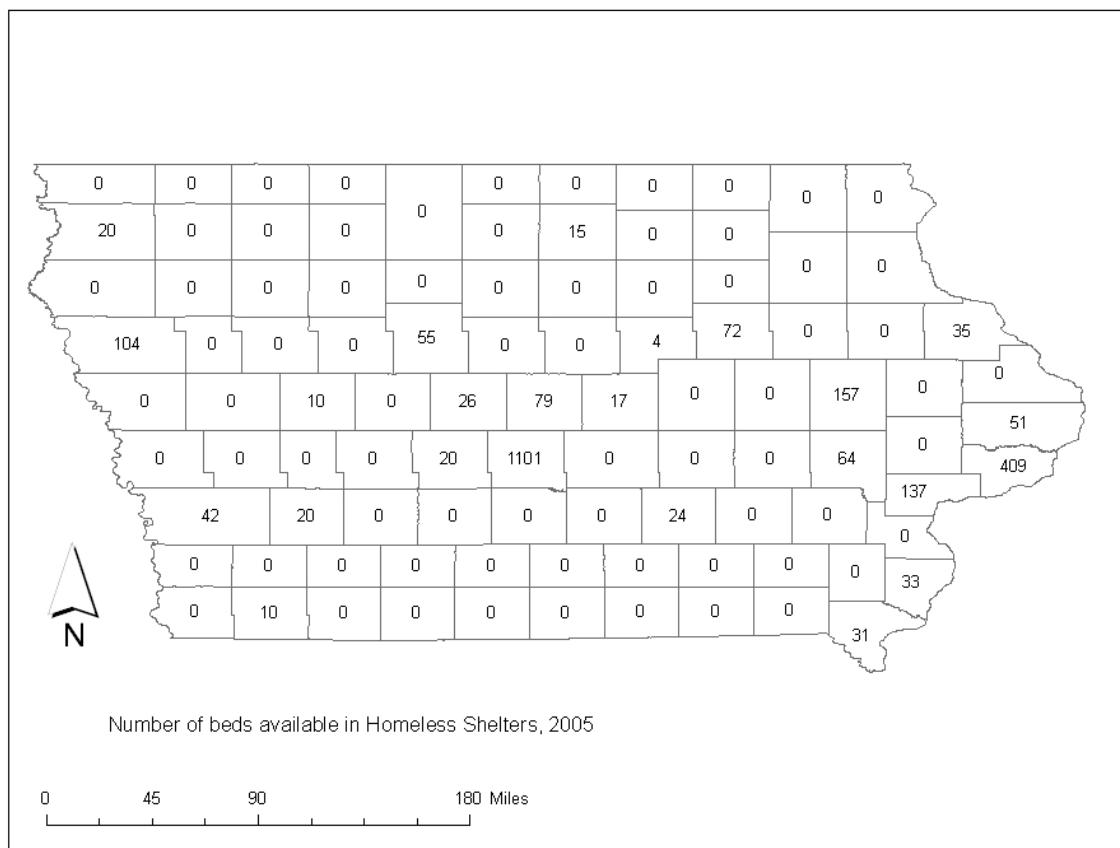 0 0 0 0 0 0 0 0 0 0
0 0
20 0 0 0 0 15 0 0
0 0 0 0 0 0 0 0 0 0 0
104 0 0 0 55 0 0 4 72 0 0 35
0 0 10 0 26 79 17 0 0 157 0 0
51
0 0 0 0 20 1101 0 0 0 64 0 409
137
42 20 0 0 0 0 24 0 0 0
0 0 0 0 0 0 0 0 0 0 33
0 10 0 0 0 0 0 0 0 31
N
Number of beds available in Homeless Shelters, 2005
0 45 90 180 Miles